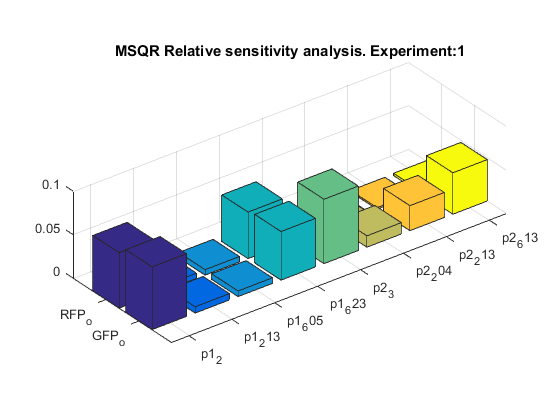 MSQR Relative sensitivity analysis. Experiment:1
0.1
0.05
0
RFPₒ
GFPₒ
p1₂
p1₂13
p1₆05
p1₆23
p2₃
p2₂04
p2₂13
p2₆13